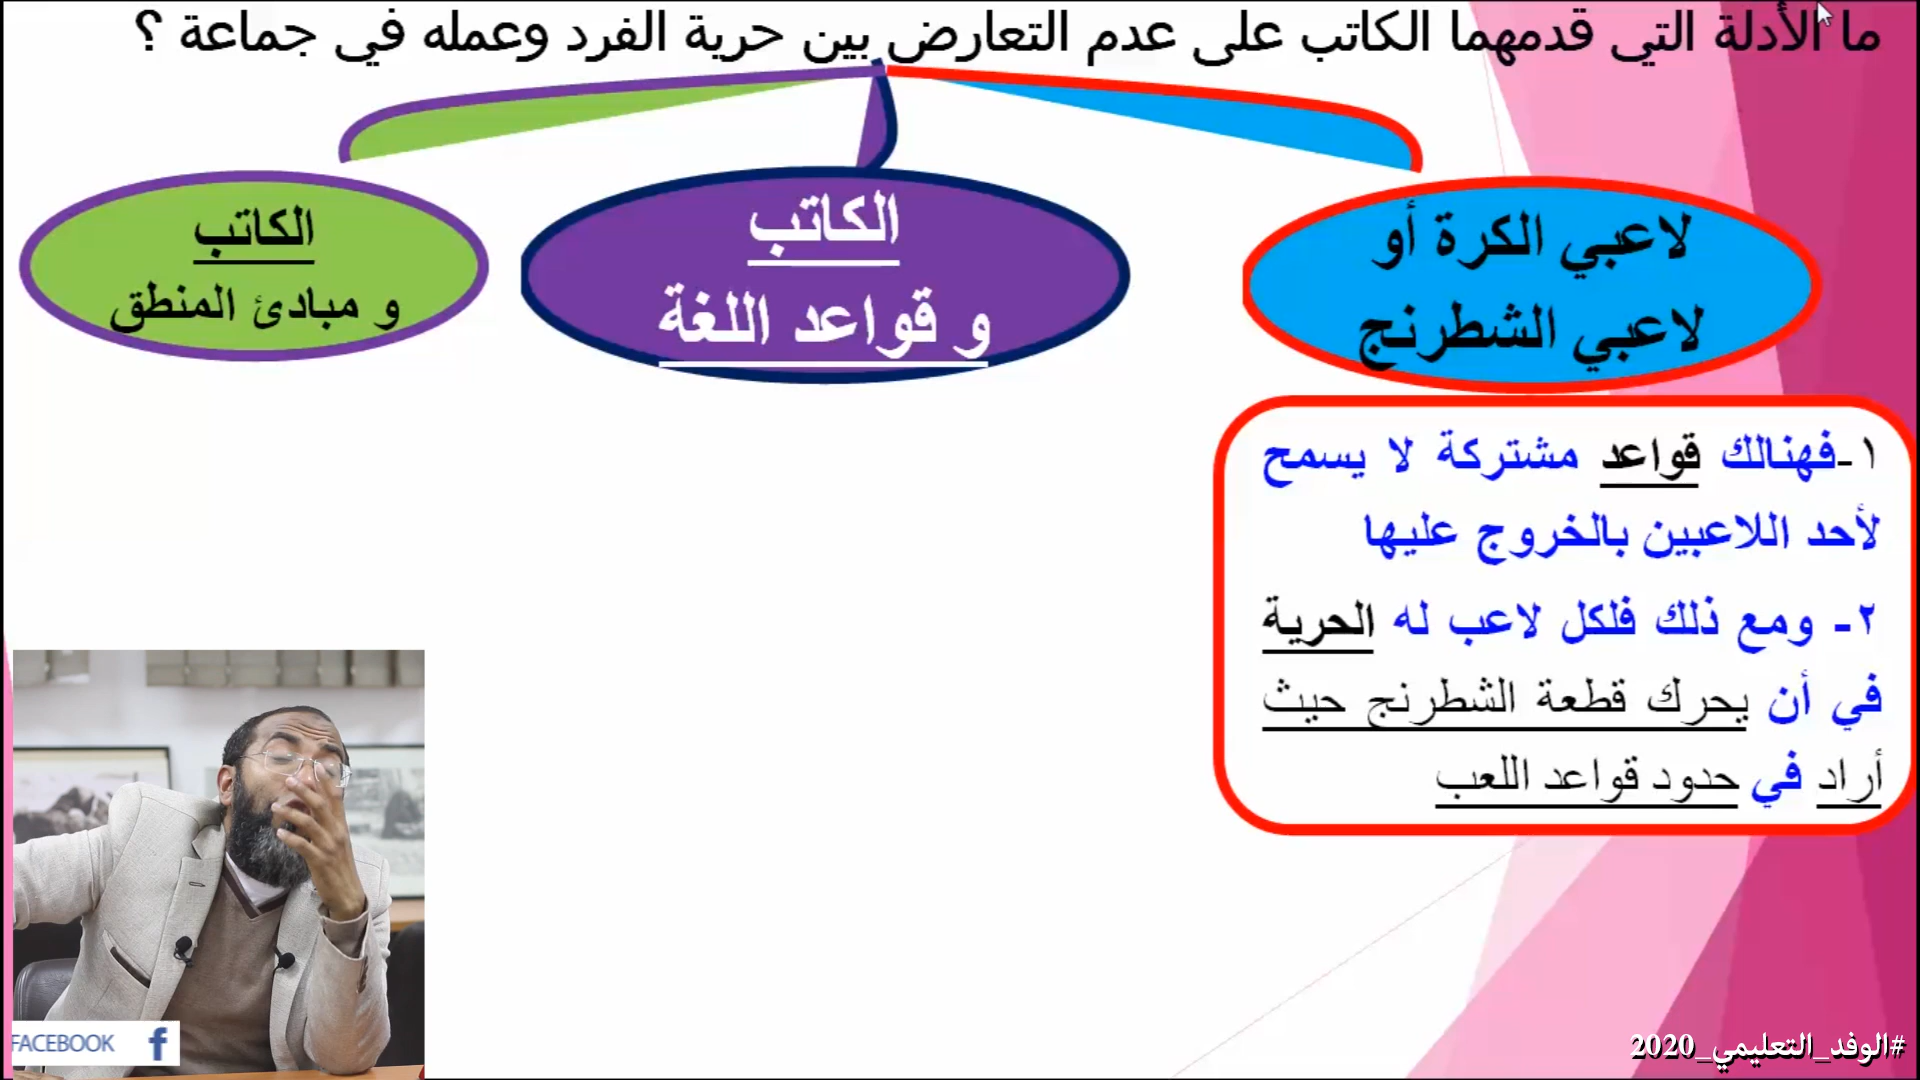 ما الأدلة التي قدمهما الكاتب على عدم التعارض بين حرية الفرد وعمله في جماعة ؟
لاعبي الكرة أو
لاعبي الشطرنج
الكاتب
و قواعد اللغة
الكاتب
و مبادئ المنطق
١-فهنالك قواعد مشتركة لا يسمح
لأحد اللاعبين بالخروج عليها
٢- ومع ذلك فلكل لاعب له الحرية
في أن يحرك قطعة الشطرنج حيث
أراد في حدود قواعد اللعب
FACEBOOK f
#الوفد_التعليمي_2020